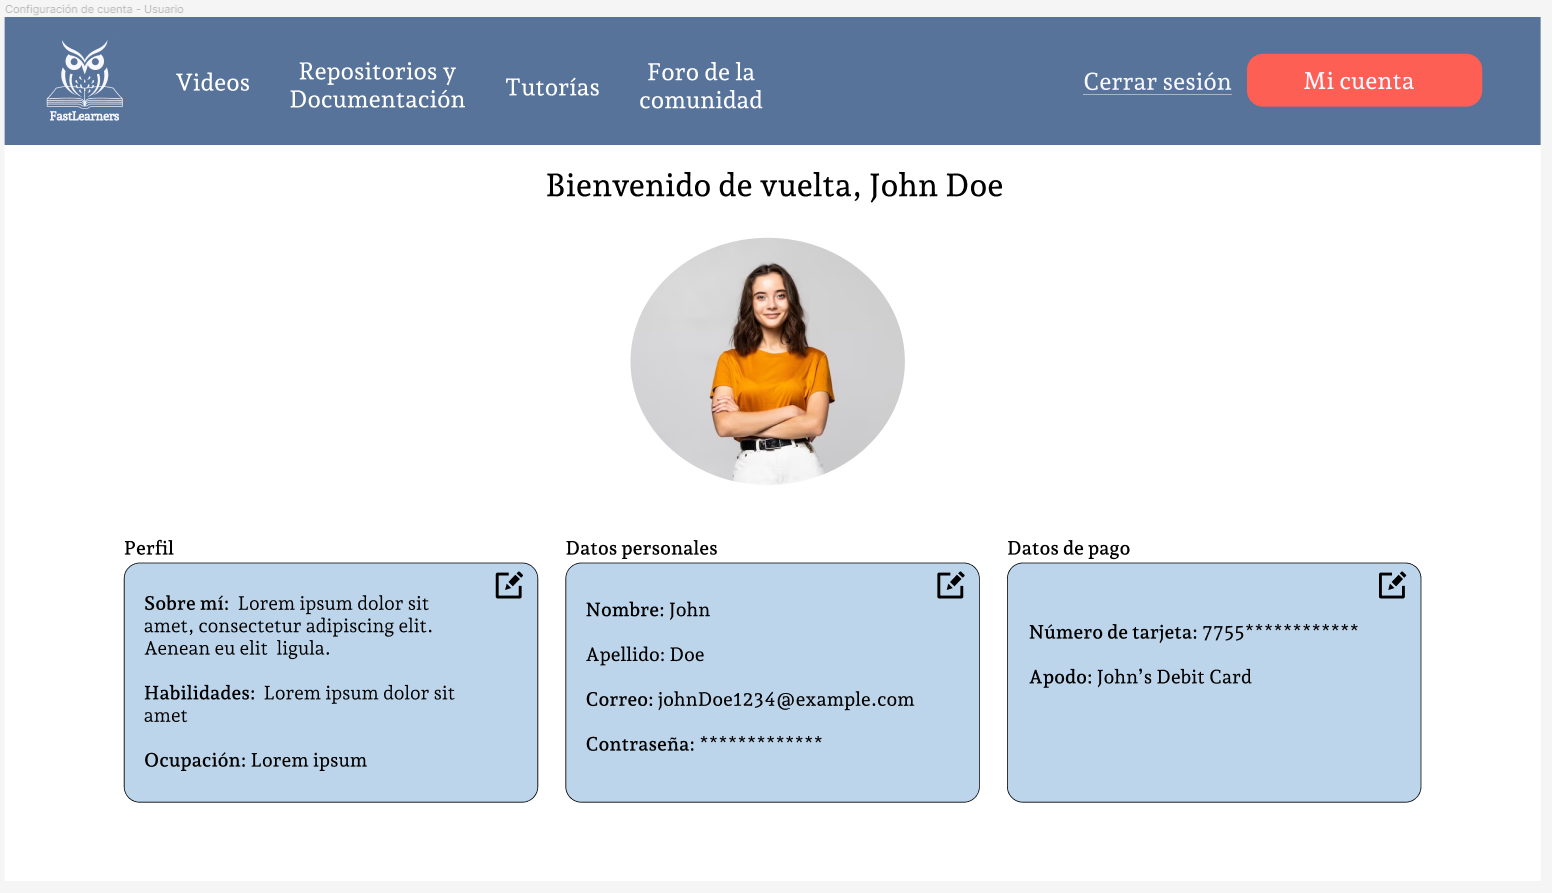 Configuración de cuenta - Usuario
FastLearners
Videos
Repositorios y
Documentación
Tutorías
Foro de la
comunidad
Cerrar sesión
Mi cuenta
Bienvenido de vuelta, John Doe
Perfil
Sobre mí: Lorem ipsum dolor sit
amet, consectetur adipiscing elit.
Aenean eu elit ligula.
Habilidades: Lorem ipsum dolor sit
amet
Ocupación: Lorem ipsum
Datos personales
Nombre: John
Apellido: Doe
Correo: johnDoe1234@example.com
Contraseña: *************
Datos de pago
Número de tarjeta: 7755************
Apodo: John’s Debit Card